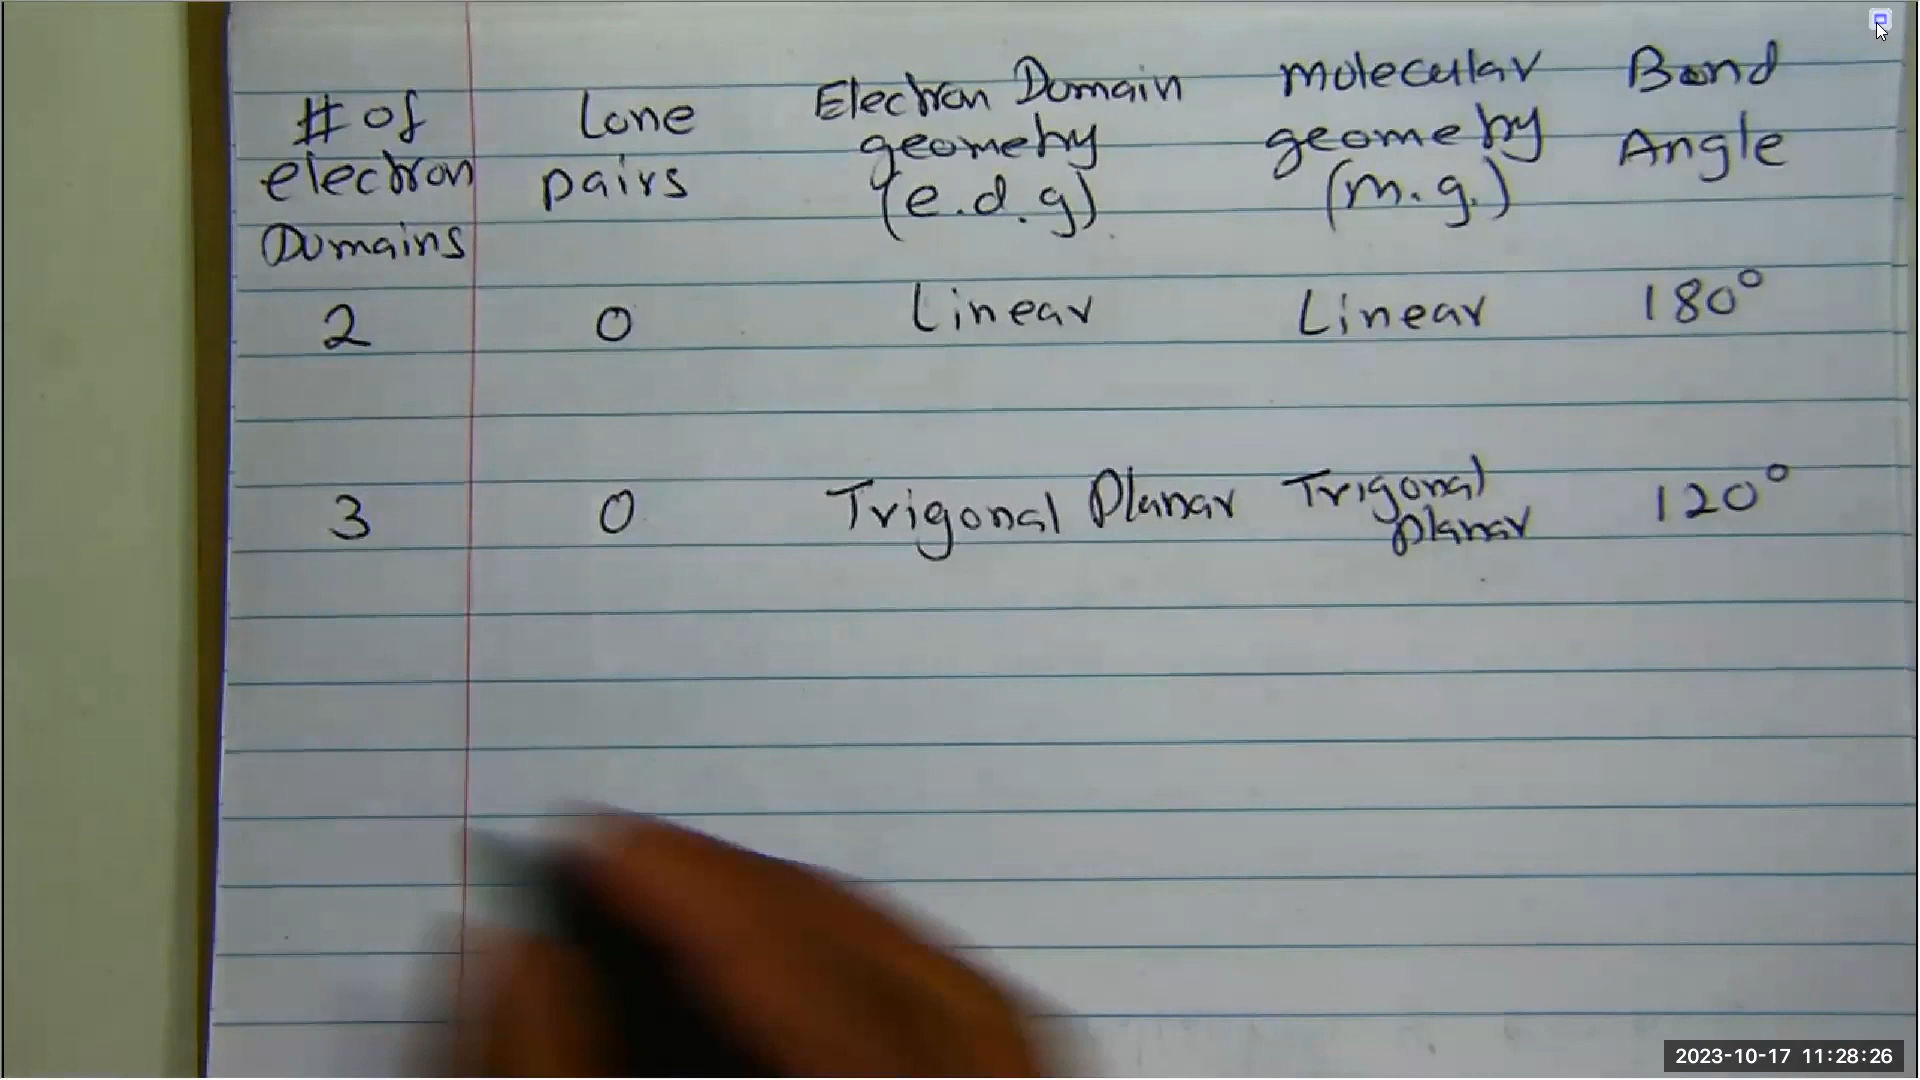 # of electron Domains
Lone pairs
Electron Domain geometry (e.d.g)
molecular geometry (m.g.)
Bond Angle
2 0 Linear Linear 180°
3 0 Trigonal Planar Trigonal planar 120°
2023-10-17 11:28:26